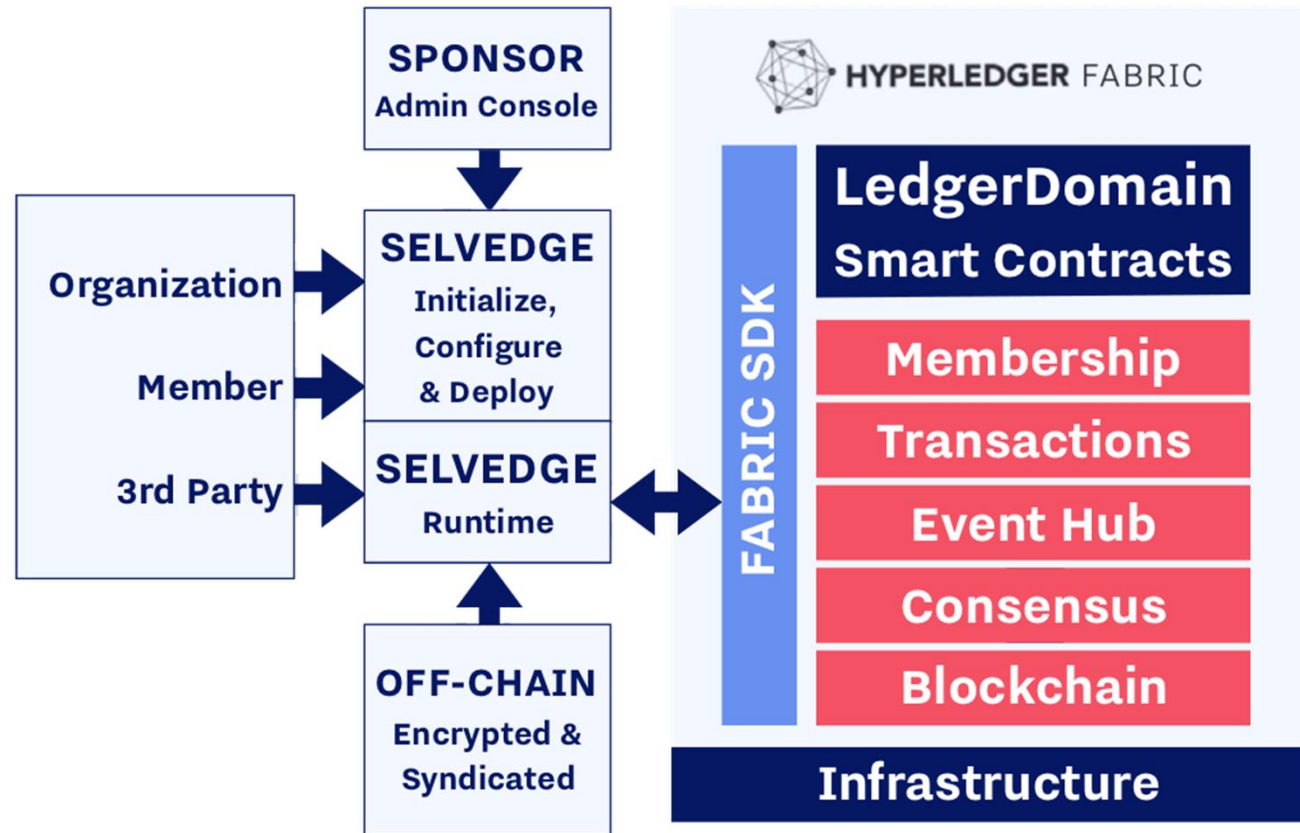 SPONSOR
Admin Console
Organization
Member
3rd Party
SELVEDGE
Initialize,
Configure
& Deploy
SELVEDGE
Runtime
OFF-CHAIN
Encrypted &
Syndicated
HYPERLEDGER FABRIC
FABRIC SDK
LedgerDomain
Smart Contracts
Membership
Transactions
Event Hub
Consensus
Blockchain
Infrastructure